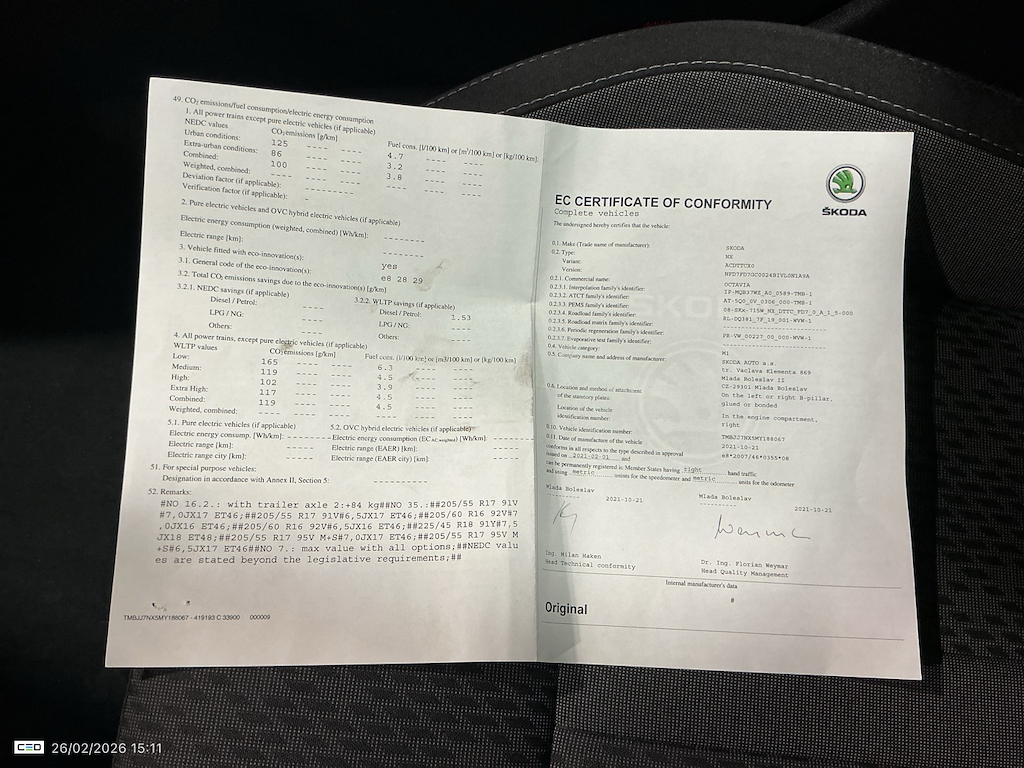 49. CO2 emissions/fuel consumption/electric energy consumption
1. All power trains except pure electric vehicles (if applicable)
NEDC values CO2 emissions [g/km] Fuel cons. [l/100 km] or [m3/100 km] or [kg/100 km]:
Urban conditions: 125 ---- ---- 4.7 ---- ----
Extra-urban conditions: 86 ---- ---- 3.2 ---- ----
Combined: 100 ---- ---- 3.8 ---- ----
Weighted, combined: ---- ---- ---- ---- ---- ----
Deviation factor (if applicable):
Verification factor (if applicable):
2. Pure electric vehicles and OVC hybrid electric vehicles (if applicable)
Electric energy consumption (weighted, combined) [Wh/km]: --------
Electric range [km]: --------
3. Vehicle fitted with eco-innovation(s): yes
3.1. General code of the eco-innovation(s): e8 28 29
3.2. Total CO2 emissions savings due to the eco-innovation(s) [g/km]
3.2.1. NEDC savings (if applicable) 3.2.2. WLTP savings (if applicable)
Diesel / Petrol: ---- Diesel / Petrol: 1.53
LPG / NG: ---- LPG / NG: ----
Others: ---- Others: ----
4. All power trains, except pure electric vehicles (if applicable)
WLTP values CO2 emissions [g/km] Fuel cons. [l/100 km] or [m3/100 km] or [kg/100 km]
Low: 165 ---- ---- 6.3 ---- ----
Medium: 119 ---- ---- 4.5 ---- ----
High: 102 ---- ---- 3.9 ---- ----
Extra High: 117 ---- ---- 4.5 ---- ----
Combined: 119 ---- ---- 4.5 ---- ----
Weighted, combined: ---- ---- ---- ---- ---- ----
5.1. Pure electric vehicles (if applicable) 5.2. OVC hybrid electric vehicles (if applicable)
Electric energy consump. [Wh/km]: -------- Electric energy consumption (EC AC,weighted) [Wh/km]: --------
Electric range [km]: -------- Electric range (EAER) [km]: --------
Electric range city [km]: -------- Electric range (EAER city) [km]: --------
51. For special purpose vehicles:
Designation in accordance with Annex II, Section 5: --------
52. Remarks:
#NO 16.2.: with trailer axle 2:+84 kg##NO 35.:##205/55 R17 91V
#7,0JX17 ET46;##205/55 R17 91V#6,5JX17 ET46;##205/60 R16 92V#7
,0JX16 ET46;##205/60 R16 92V#6,5JX16 ET46;##225/45 R18 91Y#7,5
JX18 ET48;##205/55 R17 95V M+S#7,0JX17 ET46;##205/55 R17 95V M
+S#6,5JX17 ET46##NO 7.: max value with all options;##NEDC valu
es are stated beyond the legislative requirements;##
TMBJJ7NX5MY188067 - 419193 C 33900 000009
ŠKODA
EC CERTIFICATE OF CONFORMITY
Complete vehicles
The undersigned hereby certifies that the vehicle:
0.1. Make (Trade name of manufacturer): SKODA
0.2. Type: NX
Variant: ACDTTCX0
Version: NFD7FD7GC0024BIVL0N1A9A
0.2.1. Commercial name: OCTAVIA
0.2.3.1. Interpolation family's identifier: IP-MQB37WZ_A0_0589-TMB-1
0.2.3.2. ATCT family's identifier: AT-5Q0_0V_0306_000-TMB-1
0.2.3.3. PEMS family's identifier: 08-SKK-715W_NX_DTTC_FD7_0_A_1_5-000
0.2.3.4. Roadload family's identifier: RL-DQ381_7F_19_001-WVW-1
0.2.3.5. Roadload matrix family's identifier: --------
0.2.3.6. Periodic regeneration family's identifier: PR-VW_00227_00_000-WVW-1
0.2.3.7. Evaporative test family's identifier: --------
0.4. Vehicle category: M1
0.5. Company name and address of manufacturer: SKODA AUTO a.s.
tr. Vaclava Klementa 869
Mlada Boleslav II
CZ-29301 Mlada Boleslav
0.6. Location and method of attachment On the left or right B-pillar,
of the statutory plates: glued or bonded
Location of the vehicle In the engine compartment,
identification number: right
0.10. Vehicle identification number: TMBJJ7NX5MY188067
0.11. Date of manufacture of the vehicle 2021-10-21
conforms in all respects to the type described in approval e8*2007/46*0355*08
issued on 2021-02-01 and
can be permanently registered in Member States having right hand traffic
and using metric units for the speedometer and metric units for the odometer
Mlada Boleslav 2021-10-21 Mlada Boleslav 2021-10-21
Ing. Milan Haken Dr. Ing. Florian Weymar
Head Technical conformity Head Quality Management
Internal manufacturer's data
#
Original
CEO 26/02/2026 15:11